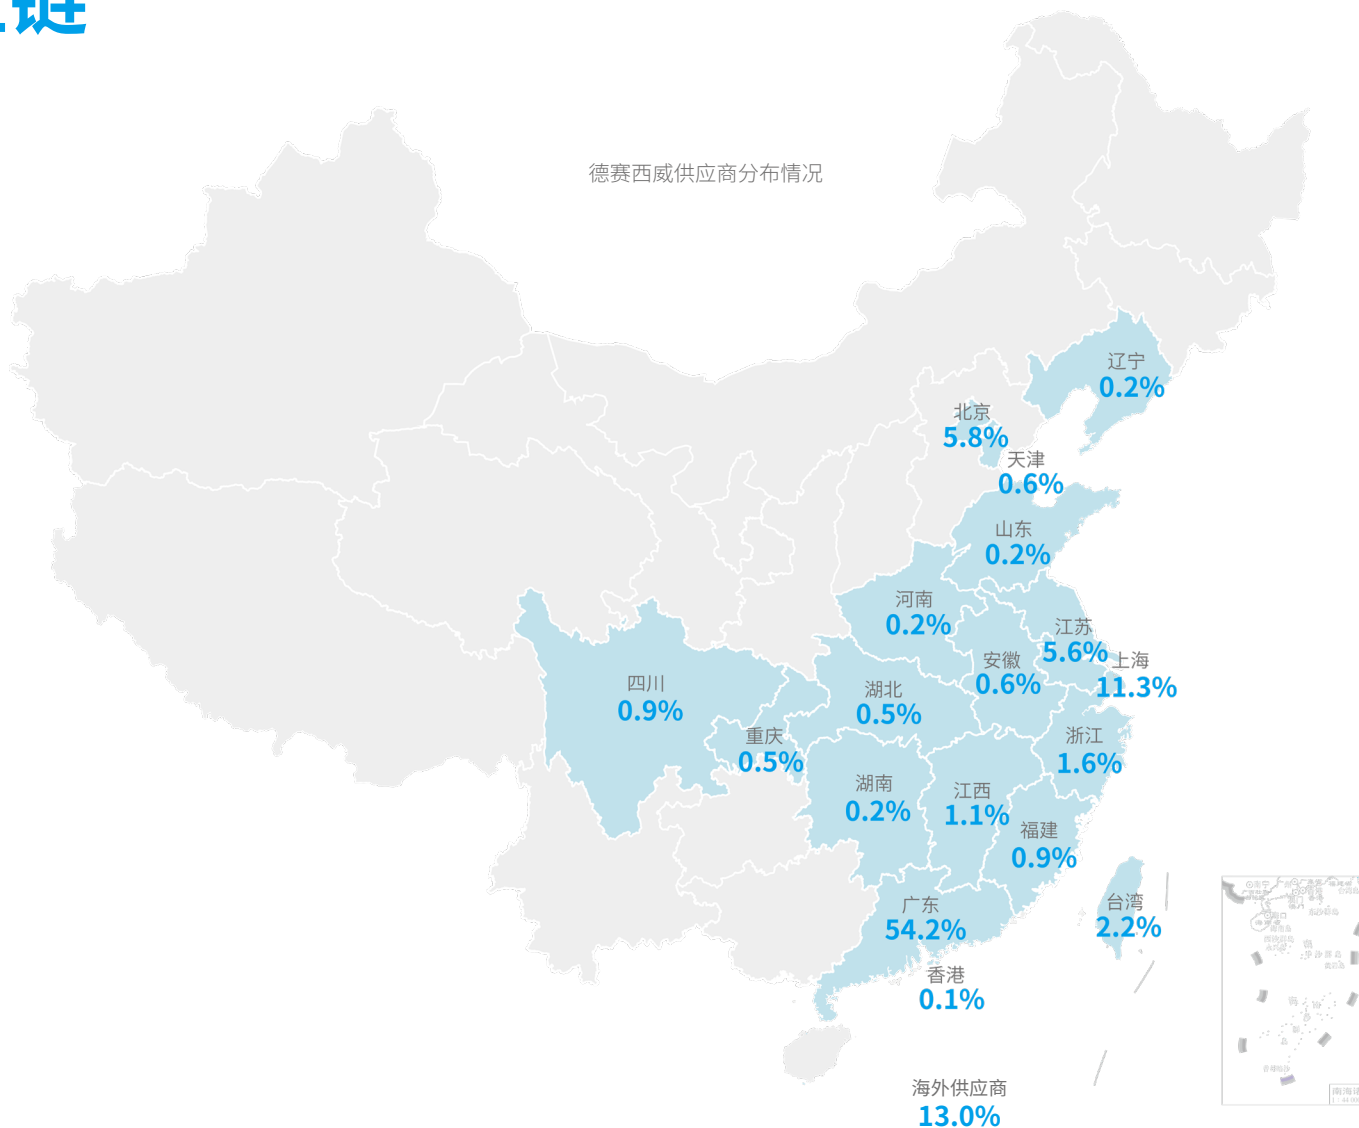 链
德赛西威供应商分布情况
辽宁
0.2%
北京
5.8%
天津
0.6%
山东
0.2%
河南
0.2%
江苏
5.6%
安徽
0.6%
上海
11.3%
四川
0.9%
湖北
0.5%
重庆
0.5%
浙江
1.6%
湖南
0.2%
江西
1.1%
福建
0.9%
广东
54.2%
台湾
2.2%
香港
0.1%
海外供应商
13.0%